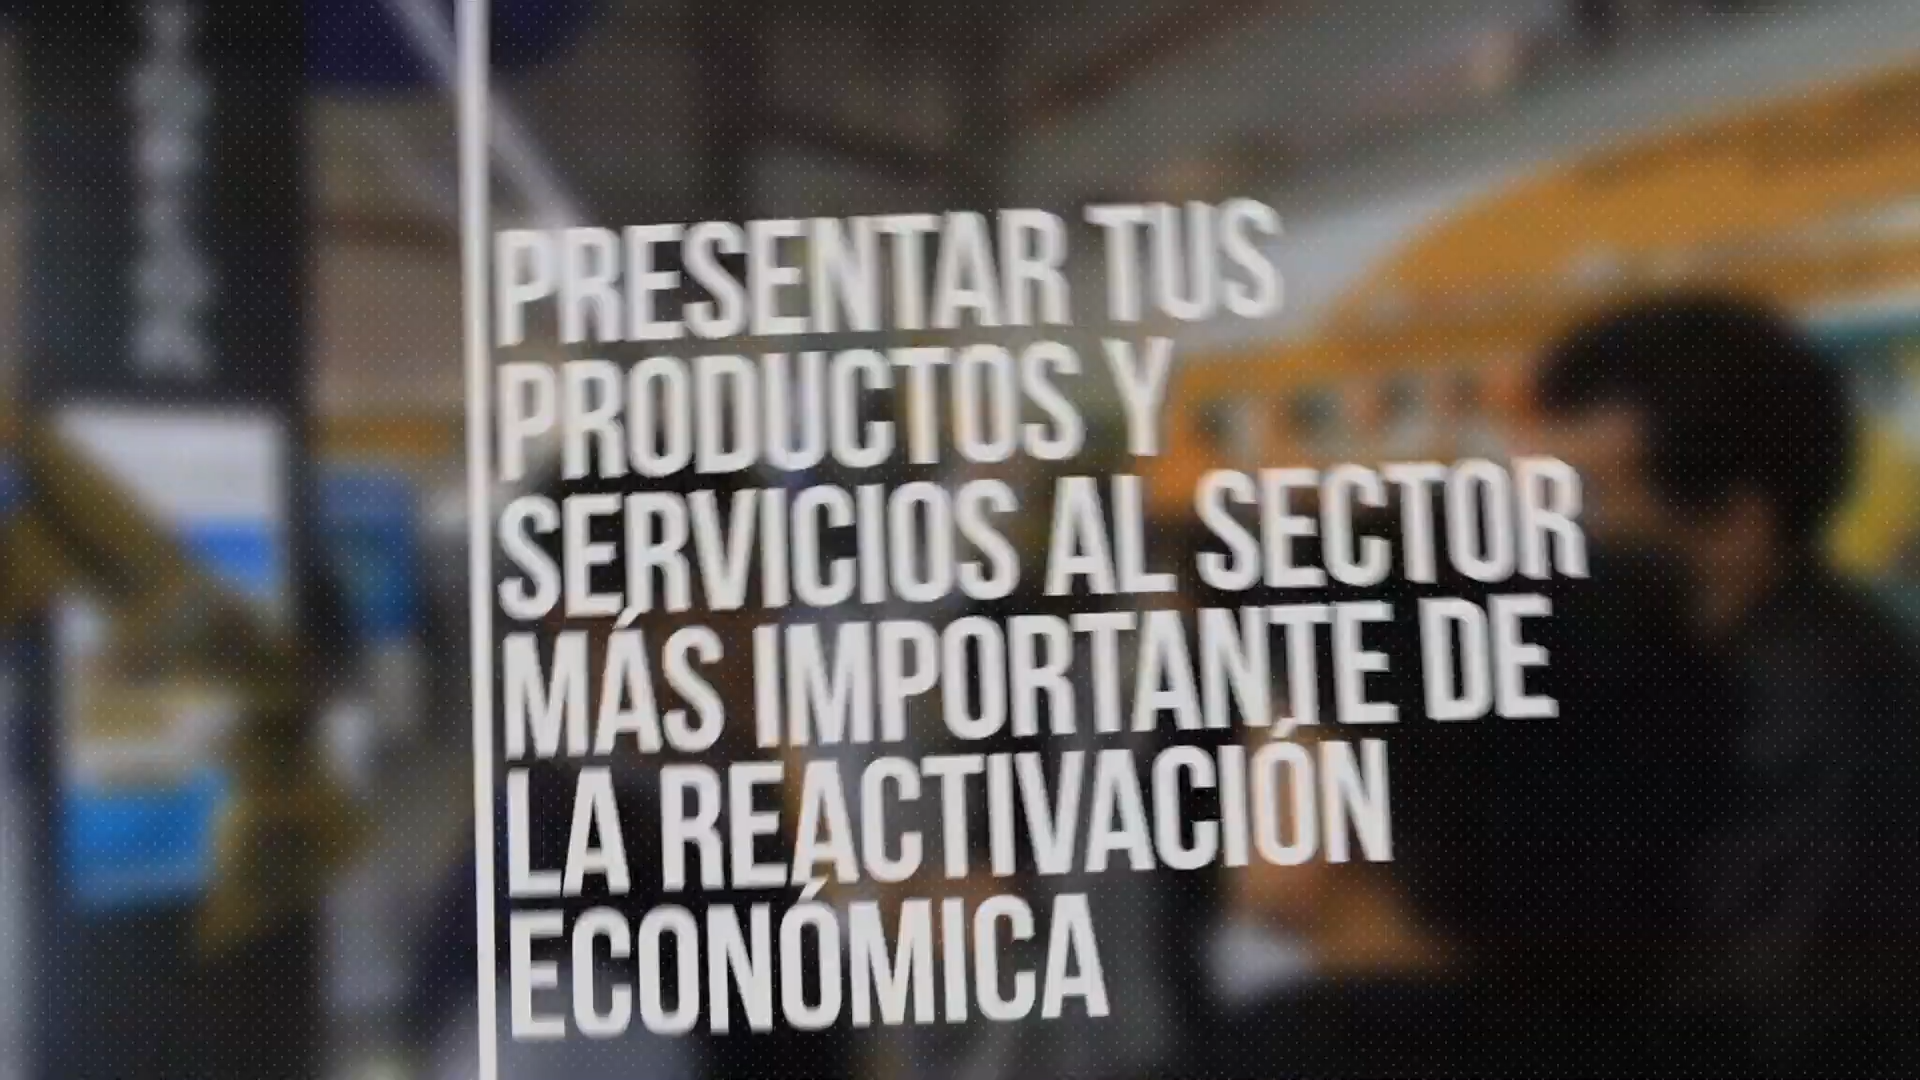 PRESENTAR TUS
PRODUCTOS Y
SERVICIOS AL SECTOR
MÁS IMPORTANTE DE
LA REACTIVACIÓN
ECONÓMICA